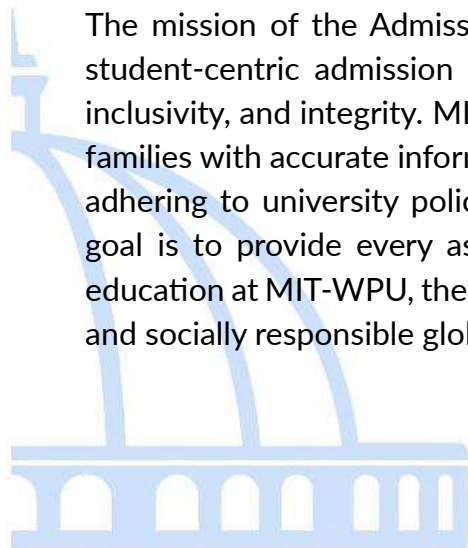 The mission of the Admiss
student-centric admission
inclusivity, and integrity. MI
families with accurate infor
adhering to university polic
goal is to provide every as
education at MIT-WPU, the
and socially responsible glo